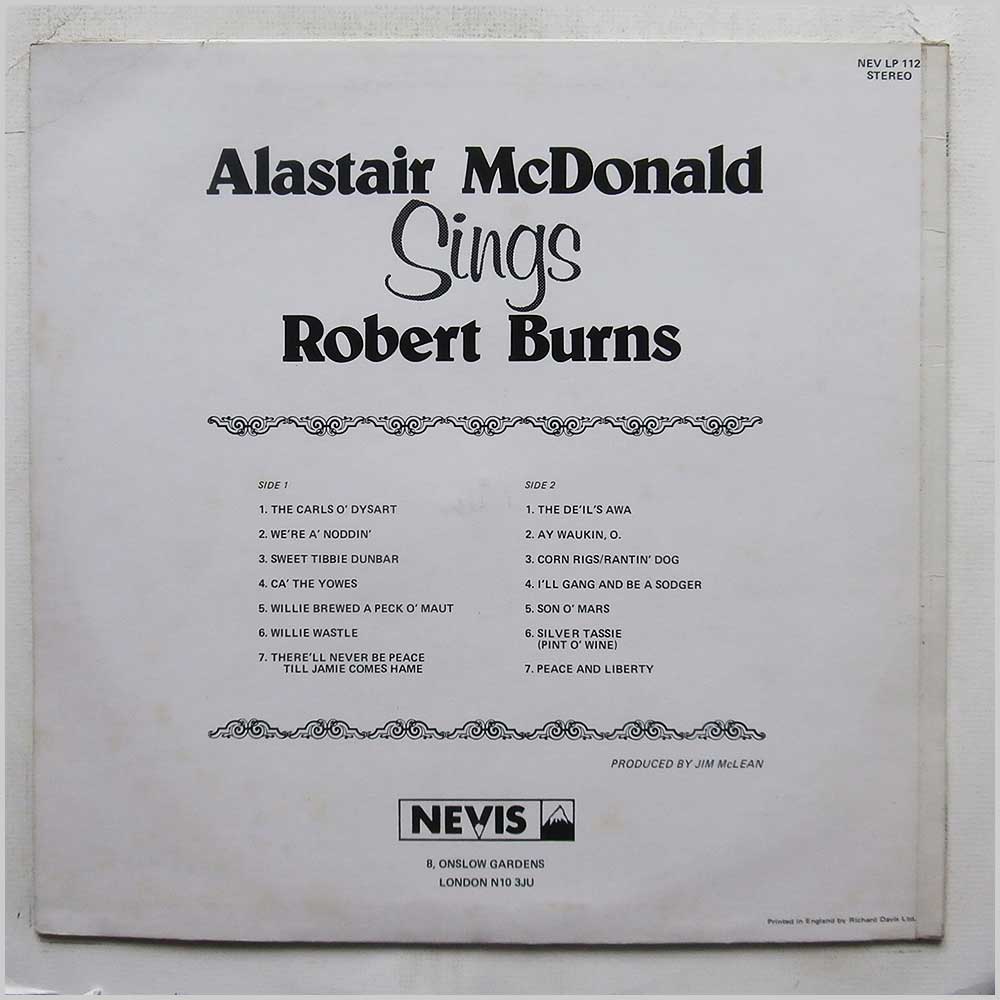 NEV LP 112
STEREO
Alastair McDonald
Sings
Robert Burns
SIDE 1
1. THE CARLS O' DYSART
2. WE'RE A' NODDIN'
3. SWEET TIBBIE DUNBAR
4. CA' THE YOWES
5. WILLIE BREWED A PECK O' MAUT
6. WILLIE WASTLE
7. THERE'LL NEVER BE PEACE
TILL JAMIE COMES HAME
SIDE 2
1. THE DE'IL'S AWA
2. AY WAUKIN, O.
3. CORN RIGS/RANTIN' DOG
4. I'LL GANG AND BE A SODGER
5. SON O' MARS
6. SILVER TASSIE
(PINT O' WINE)
7. PEACE AND LIBERTY
PRODUCED BY JIM McLEAN
NEVIS
8, ONSLOW GARDENS
LONDON N10 3JU
Printed in England by Richard Davis Ltd.